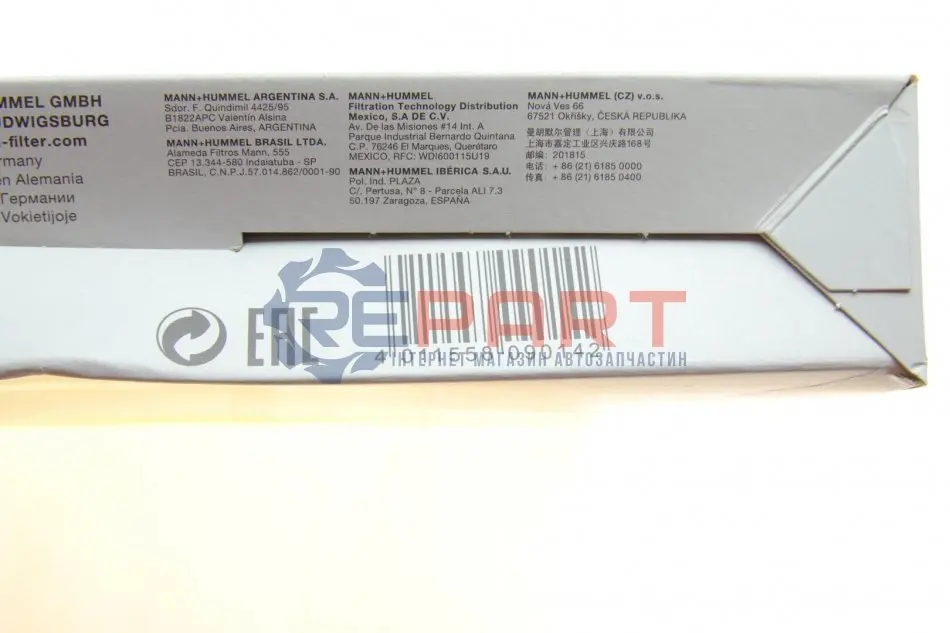 MMEL GMBH
UDWIGSBURG
-filter.com
ermany
en Alemania
Германии
Vokietijoje
MANN+HUMMEL ARGENTINA S.A.
Sdor. F. Quindimil 4425/95
B1822APC Valentín Alsina
Pcia. Buenos Aires, ARGENTINA
MANN+HUMMEL BRASIL LTDA.
Alameda Filtros Mann, 555
CEP 13.344-580 Indaiatuba - SP
BRASIL, C.N.P.J.57.014.862/0001-90
MANN+HUMMEL
Filtration Technology Distribution
Mexico, S.A DE C.V.
Av. De las Misiones #14 Int. A
Parque Industrial Bernardo Quintana
C.P. 76246 El Marques, Querétaro
MEXICO, RFC: WDI600115U19
MANN+HUMMEL IBÉRICA S.A.U.
Pol. Ind. PLAZA
C/. Pertusa, N° 8 - Parcela ALI 7.3
50.197 Zaragoza, ESPAÑA
MANN+HUMMEL (CZ) v.o.s.
Nová Ves 66
67521 Okříšky, ČESKÁ REPUBLIKA
曼胡默尔管理（上海）有限公司
上海市嘉定工业区兴庆路168号
邮编: 201815
电话: + 86 (21) 6185 0000
传真: + 86 (21) 6185 0400
REPART
ІНТЕРНЕТ МАГАЗИН АВТОЗАПЧАСТИН
4 011558 090142